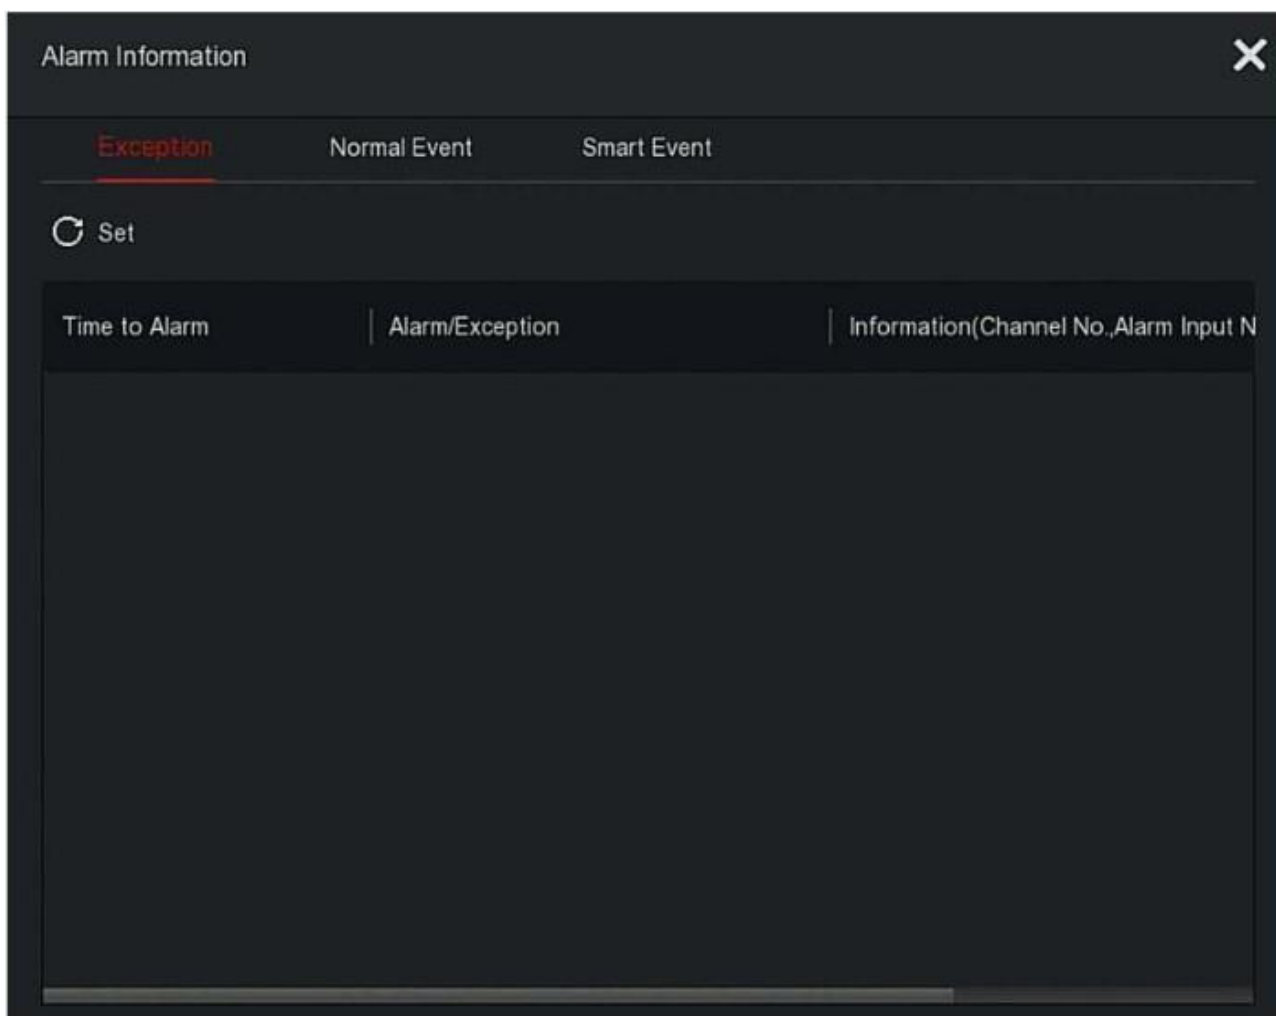 Alarm Information
Exception Normal Event Smart Event
Set
Time to Alarm Alarm/Exception Information(Channel No.,Alarm Input N